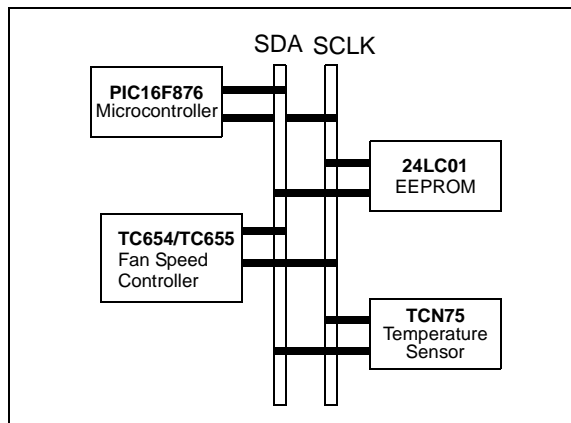 SDA SCLK
PIC16F876
Microcontroller
24LC01
EEPROM
TC654/TC655
Fan Speed
Controller
TCN75
Temperature
Sensor